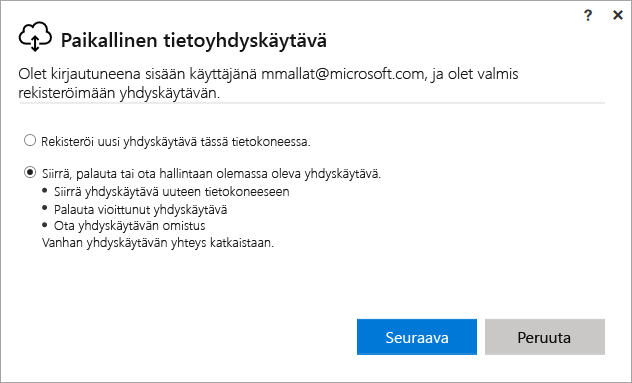 ? ×
Paikallinen tietoyhdyskäytävä
Olet kirjautuneena sisään käyttäjänä mmallat@microsoft.com, ja olet valmis
rekisteröimään yhdyskäytävän.
Rekisteröi uusi yhdyskäytävä tässä tietokoneessa.
Siirrä, palauta tai ota hallintaan olemassa oleva yhdyskäytävä.
• Siirrä yhdyskäytävä uuteen tietokoneeseen
• Palauta vioittunut yhdyskäytävä
• Ota yhdyskäytävän omistus
Vanhan yhdyskäytävän yhteys katkaistaan.
Seuraava Peruuta